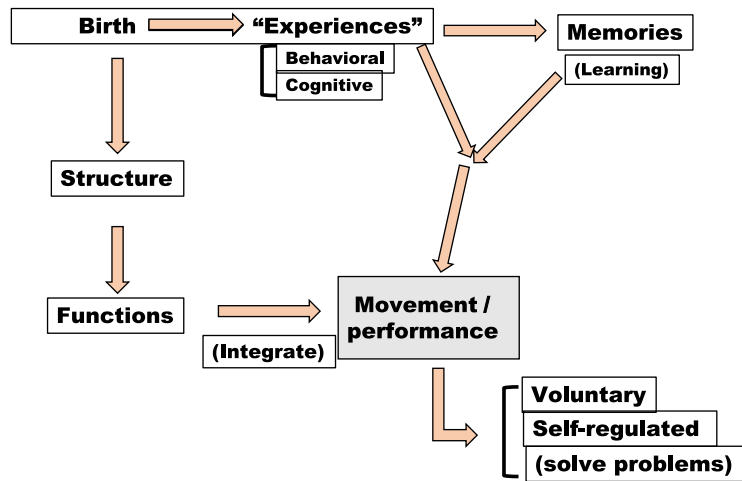 Birth
“Experiences”
Memories
Behavioral
Cognitive
(Learning)
Structure
Functions
(Integrate)
Movement /
performance
Voluntary
Self-regulated
(solve problems)